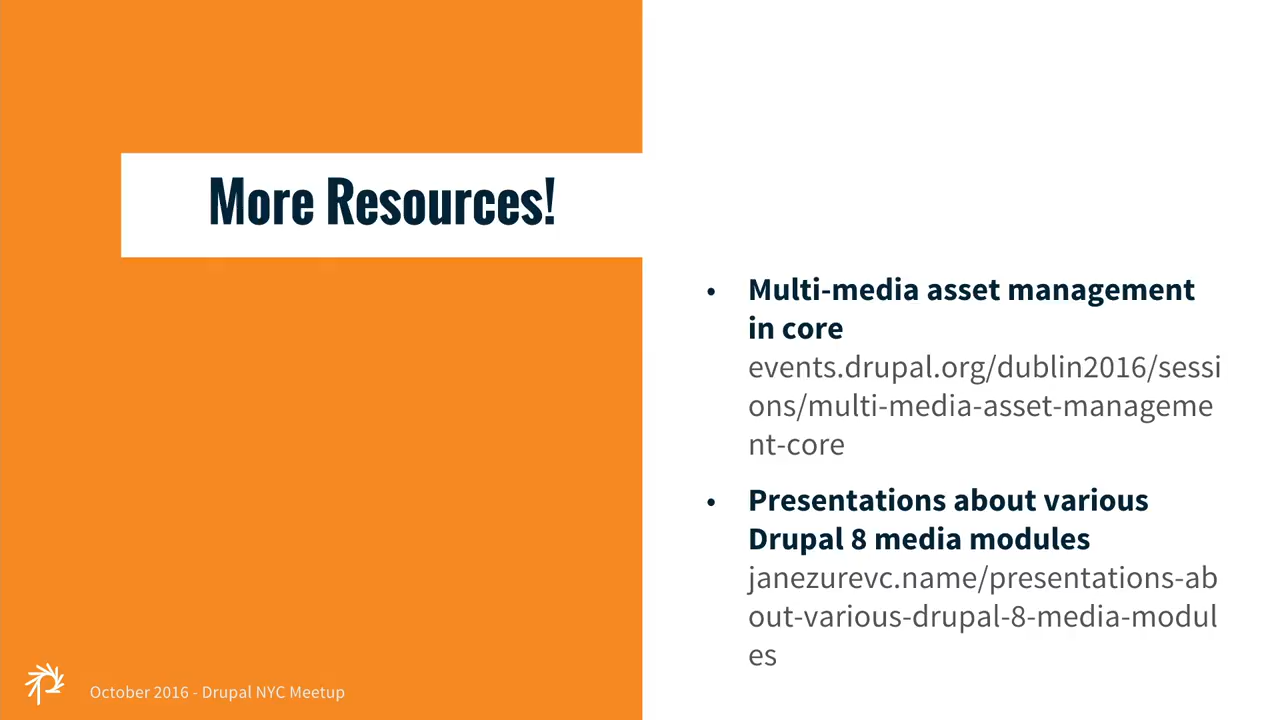 More Resources!
• Multi-media asset management
in core
events.drupal.org/dublin2016/sessi
ons/multi-media-asset-manageme
nt-core
• Presentations about various
Drupal 8 media modules
janezurevc.name/presentations-ab
out-various-drupal-8-media-modul
es
October 2016 - Drupal NYC Meetup